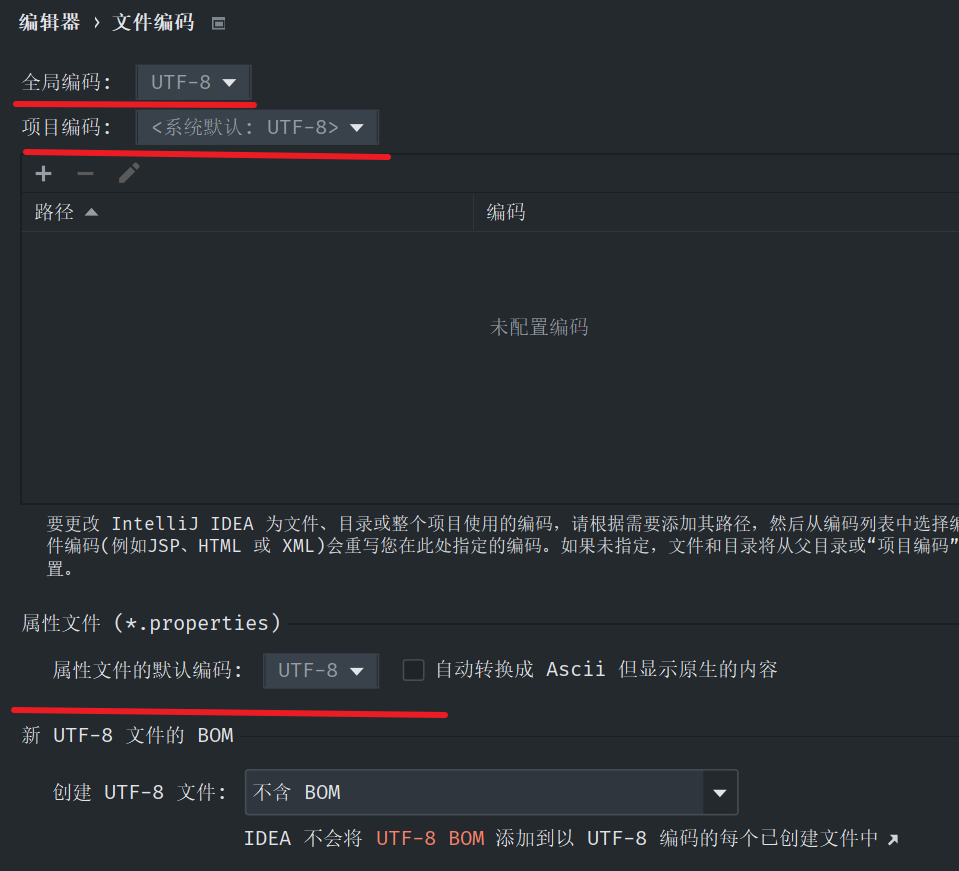 编辑器 › 文件编码
全局编码: UTF-8
项目编码: <系统默认: UTF-8>
路径 编码
未配置编码
要更改 IntelliJ IDEA 为文件、目录或整个项目使用的编码，请根据需要添加其路径，然后从编码列表中选择
件编码(例如JSP、HTML 或 XML)会重写您在此处指定的编码。如果未指定，文件和目录将从父目录或“项目编码”
置。
属性文件 (*.properties)
属性文件的默认编码: UTF-8 自动转换成 Ascii 但显示原生的内容
新 UTF-8 文件的 BOM
创建 UTF-8 文件: 不含 BOM
IDEA 不会将 UTF-8 BOM 添加到以 UTF-8 编码的每个已创建文件中